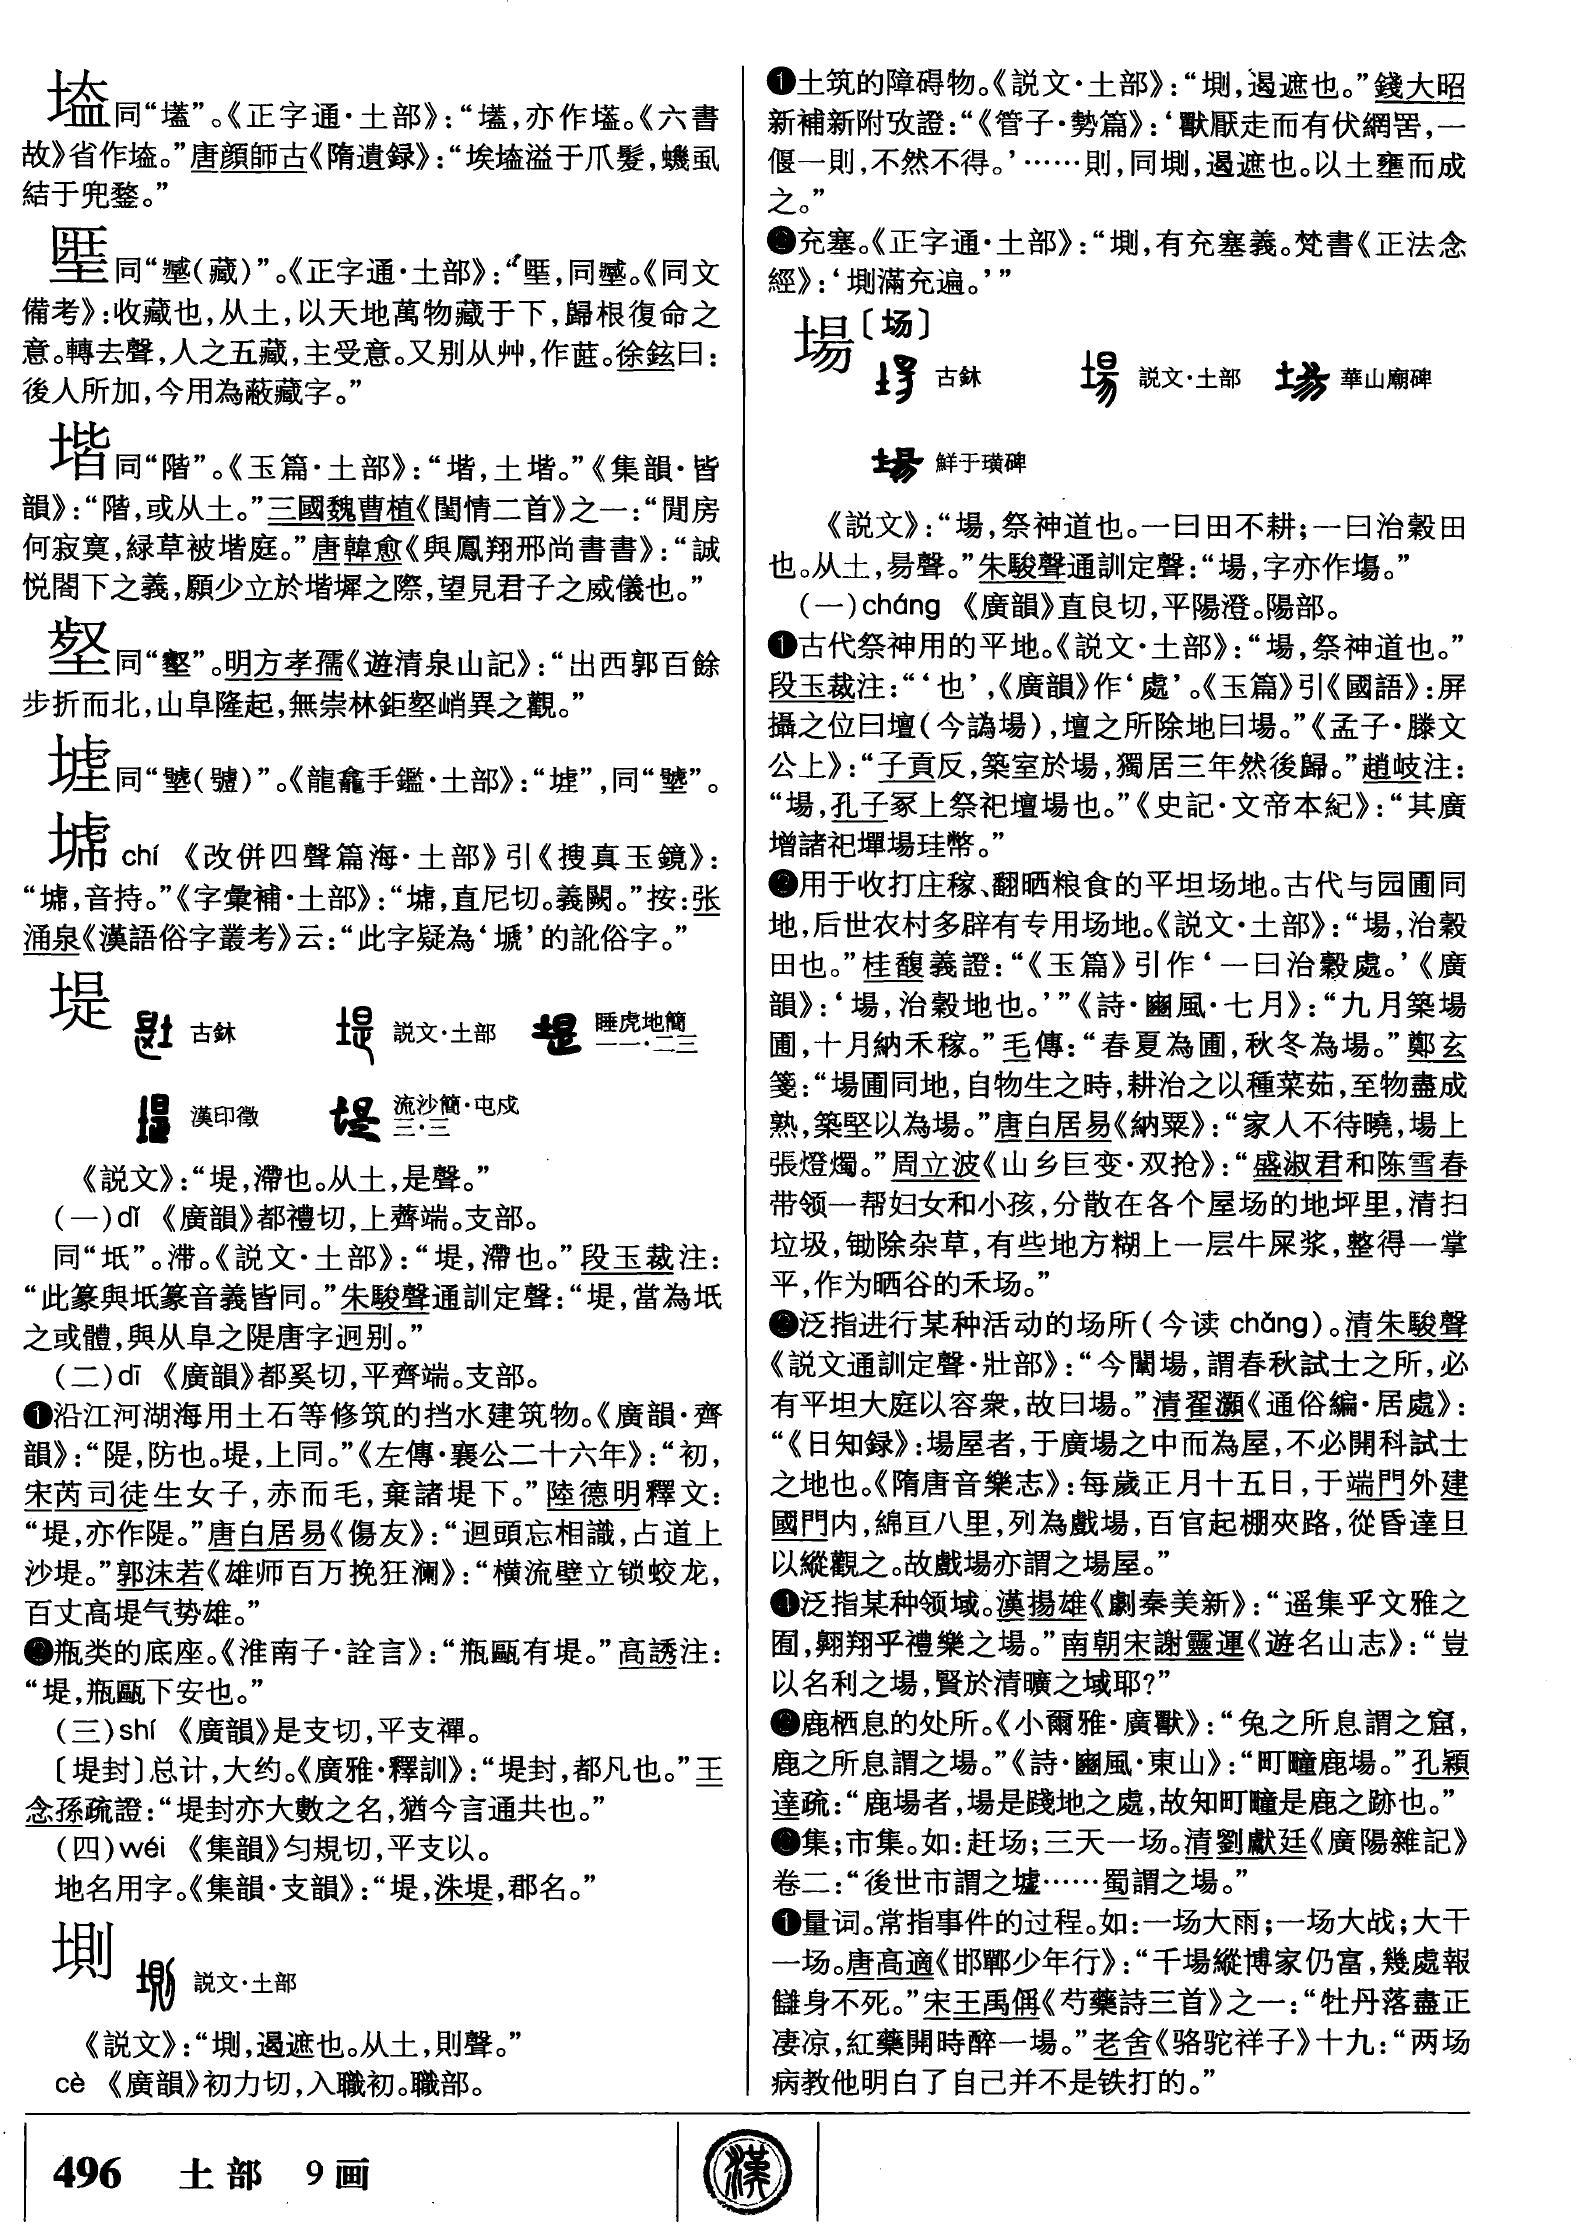 塧同“壒”。《正字通·土部》：“壒，亦作壒。《六書
故》省作塧。”唐顔師古《隋遺録》：“埃塧溢于爪髮，蟣虱
結于兜鍪。”
同“𡑽(藏)”。《正字通·土部》：“塹，同𡑽。《同文
備考》：收藏也，从土，以天地萬物藏于下，歸根復命之
意。轉去聲，人之五藏，主受意。又别从艸，作。徐鉉曰：
後人所加，今用為蔽藏字。”
堦同“階”。《玉篇·土部》：“堦，土堦。”《集韻·皆
韻》：“階，或从土。”三國魏曹植《閨情二首》之一：“閒房
何寂寞，緑草被堦庭。”唐韓愈《與鳳翔邢尚書書》：“誠
悦閤下之義，願少立於堦墀之際，望見君子之威儀也。”
壑同“壑”。明方孝孺《遊清泉山記》：“出西郭百餘
步折而北，山阜隆起，無崇林鉅壑峭異之觀。”
同“(號)”。《龍龕手鑑·土部》：“”，同“”。
chí 《改併四聲篇海·土部》引《搜真玉鏡》：
“，音持。”《字彙補·土部》：“，直尼切。義闕。”按：张
涌泉《漢語俗字叢考》云：“此字疑為‘𡏚’的訛俗字。”
堤 古鉥 説文·土部 睡虎地簡
一一·二三
漢印徵 流沙簡·屯戍
三·三
《説文》：“堤，滯也。从土，是聲。”
(一)dǐ 《廣韻》都禮切，上薺端。支部。
同“坻”。滞。《説文·土部》：“堤，滯也。”段玉裁注：
“此篆與坻篆音義皆同。”朱駿聲通訓定聲：“堤，當為坻
之或體，與从阜之隄唐字迥别。”
(二)dī 《廣韻》都奚切，平齊端。支部。
❶沿江河湖海用土石等修筑的挡水建筑物。《廣韻·齊
韻》：“隄，防也。堤，上同。”《左傳·襄公二十六年》：“初，
宋芮司徒生女子，赤而毛，棄諸堤下。”陸德明釋文：
“堤，亦作隄。”唐白居易《傷友》：“迴頭忘相識，占道上
沙堤。”郭沫若《雄师百万挽狂澜》：“横流壁立锁蛟龙，
百丈高堤气势雄。”
❷瓶类的底座。《淮南子·詮言》：“瓶甌有堤。”高誘注：
“堤，瓶甌下安也。”
(三)shí 《廣韻》是支切，平支禪。
〔堤封〕总计，大约。《廣雅·釋訓》：“堤封，都凡也。”王
念孫疏證：“堤封亦大數之名，猶今言通共也。”
(四)wéi 《集韻》匀規切，平支以。
地名用字。《集韻·支韻》：“堤，洙堤，郡名。”
堲 説文·土部
《説文》：“堲，遏遮也。从土，則聲。”
cè 《廣韻》初力切，入職初。職部。
❶土筑的障碍物。《説文·土部》：“，遏遮也。”錢大昭
新補新附攷證：“《管子·勢篇》：‘獸厭走而有伏網罟，一
偃一則，不然不得。’……則，同，遏遮也。以土壅而成
之。”
❷充塞。《正字通·土部》：“，有充塞義。梵書《正法念
經》：‘滿充遍。’”
場〔场〕
古鉥 説文·土部 華山廟碑
鮮于璜碑
《説文》：“場，祭神道也。一曰田不耕；一曰治穀田
也。从土，昜聲。”朱駿聲通訓定聲：“場，字亦作塲。”
(一)cháng 《廣韻》直良切，平陽澄。陽部。
❶古代祭神用的平地。《説文·土部》：“場，祭神道也。”
段玉裁注：“‘也’，《廣韻》作‘處’。《玉篇》引《國語》：屏
攝之位曰壇(今譌場)，壇之所除地曰場。”《孟子·滕文
公上》：“子貢反，築室於場，獨居三年然後歸。”趙岐注：
“場，孔子冢上祭祀壇場也。”《史記·文帝本紀》：“其廣
增諸祀墠場珪幣。”
❷用于收打庄稼、翻晒粮食的平坦场地。古代与园圃同
地，后世农村多辟有专用场地。《説文·土部》：“場，治穀
田也。”桂馥義證：“《玉篇》引作‘一曰治穀處。’《廣
韻》：‘場，治穀地也。’”《詩·豳風·七月》：“九月築場
圃，十月納禾稼。”毛傳：“春夏為圃，秋冬為場。”鄭玄
箋：“場圃同地，自物生之時，耕治之以種菜茹，至物盡成
熟，築堅以為場。”唐白居易《納粟》：“家人不待曉，場上
張燈燭。”周立波《山乡巨变·双抢》：“盛淑君和陈雪春
带领一帮妇女和小孩，分散在各个屋场的地坪里，清扫
垃圾，锄除杂草，有些地方糊上一层牛屎浆，整得一掌
平，作为晒谷的禾场。”
❸泛指进行某种活动的场所(今读chǎng)。清朱駿聲
《説文通訓定聲·壯部》：“今闈場，謂春秋試士之所，必
有平坦大庭以容衆，故曰場。”清翟灝《通俗編·居處》：
“《日知録》：場屋者，于廣場之中而為屋，不必開科試士
之地也。《隋唐音樂志》：每歲正月十五日，于端門外建
國門内，綿亘八里，列為戲場，百官起棚夾路，從昏達旦
以縱觀之。故戲場亦謂之場屋。”
❹泛指某种领域。漢揚雄《劇秦美新》：“遥集乎文雅之
囿，翱翔乎禮樂之場。”南朝宋謝靈運《遊名山志》：“豈
以名利之場，賢於清曠之域耶？”
❺鹿栖息的处所。《小爾雅·廣獸》：“兔之所息謂之窟，
鹿之所息謂之場。”《詩·豳風·東山》：“町疃鹿場。”孔穎
達疏：“鹿場者，場是踐地之處，故知町疃是鹿之跡也。”
❻集；市集。如：赶场；三天一场。清劉獻廷《廣陽雜記》
卷二：“後世市謂之墟……蜀謂之場。”
❼量词。常指事件的过程。如：一场大雨；一场大战；大干
一场。唐高適《邯鄲少年行》：“千場縱博家仍富，幾處報
讎身不死。”宋王禹偁《芍藥詩三首》之一：“牡丹落盡正
凄凉，紅藥開時醉一場。”老舍《骆驼祥子》十九：“两场
病教他明白了自己并不是铁打的。”
496 土部 9画
漢